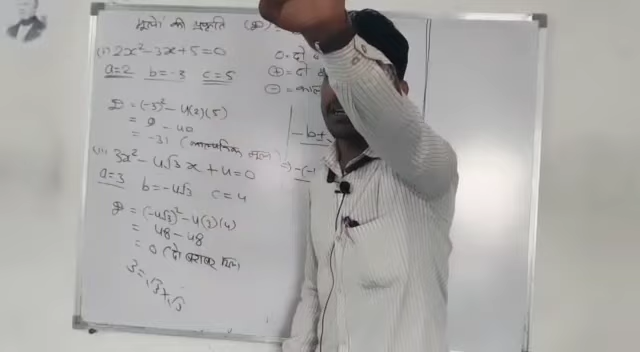 मूलों की प्रकृति (D) =
(i) 2x² - 3x + 5 = 0
a=2 b=-3 c=5
D = (-3)² - 4(2)(5)
= 9 - 40
= -31 (काल्पनिक मूल)
(ii) 3x² - 4√3 x + 4 = 0
a=3 b=-4√3 c=4
D = (-4√3)² - 4(3)(4)
= 48 - 48
= 0 (दो बराबर मूल)
3 = √3 × √3
0 = दो
⊕ = दो
⊖ = काल
-b±